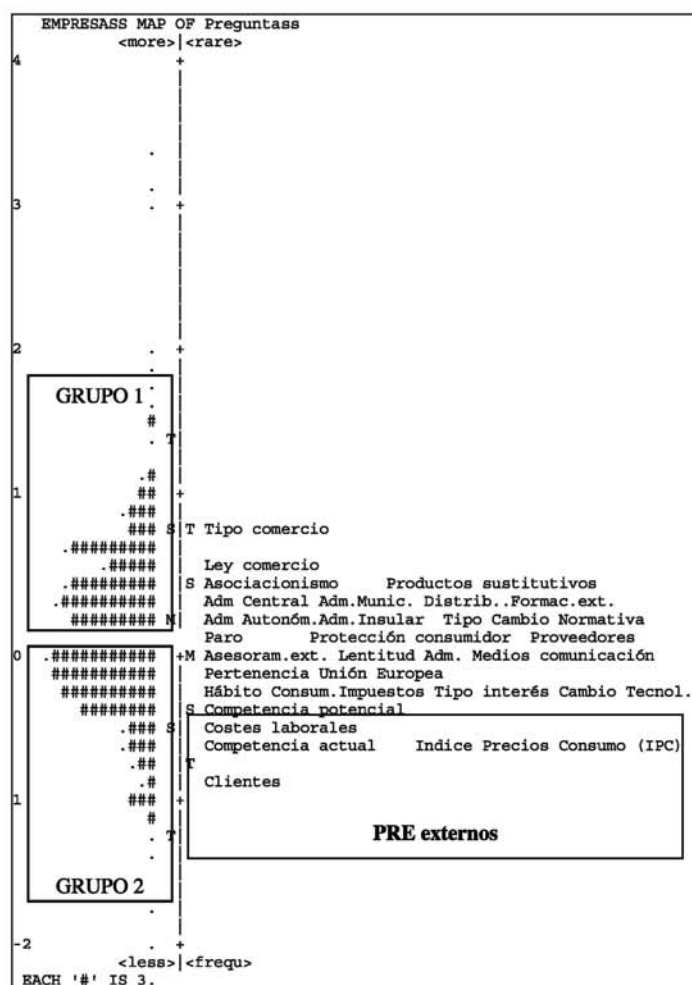 EMPRESASS MAP OF Preguntass
<more>|<rare>
4 +
|
|
|
|
. |
|
. |
3 . +
|
|
|
|
|
|
|
2 . +
. |
. |
GRUPO 1 . |
# |
. T|
|
.# |
1 ## +
.### |
### S|T Tipo comercio
.######### |
.##### | Ley comercio
.######### |S Asociacionismo Productos sustitutivos
.########## | Adm Central Adm.Munic. Distrib..Formac.ext.
######### M| Adm Autonóm.Adm.Insular Tipo Cambio Normativa
| Paro Protección consumidor Proveedores
0 .########### +M Asesoram.ext. Lentitud Adm. Medios comunicación
########### | Pertenencia Unión Europea
########## | Hábito Consum.Impuestos Tipo interés Cambio Tecnol.
######## |S Competencia potencial
.### S| Costes laborales
.### | Competencia actual Indice Precios Consumo (IPC)
.## |T
.# | Clientes
1 ### +
# |
. T| PRE externos
. |
GRUPO 2 |
. |
|
-2 . +
<less>|<frequ>
EACH '#' IS 3.